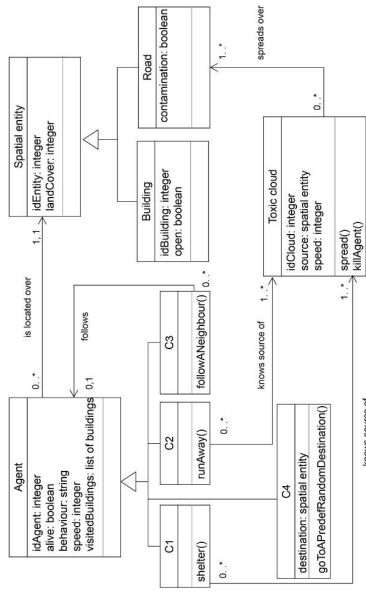 Agent
idAgent: integer
alive: boolean
behaviour: string
speed: integer
visitedBuildings: list of buildings
0..*
is located over
1,1
Spatial entity
idEntity: integer
landCover: integer
0,1
follows
0..*
C1
shelter()
0..*
C2
runAway()
0..*
C3
followANeighbour()
Building
idBuilding: integer
open: boolean
Road
contamination: boolean
1..*
spreads over
0..*
C4
destination: spatial entity
goToAPredefRandomDestination()
knows source of
1..*
Toxic cloud
idCloud: integer
source: spatial entity
speed: integer
spread()
killAgent()
1..*
knows source of